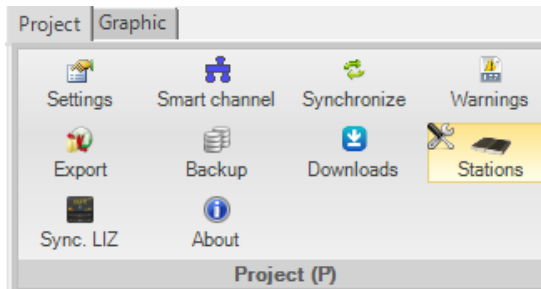 Project Graphic
Settings Smart channel Synchronize Warnings
Export Backup Downloads Stations
Sync. LIZ About
Project (P)